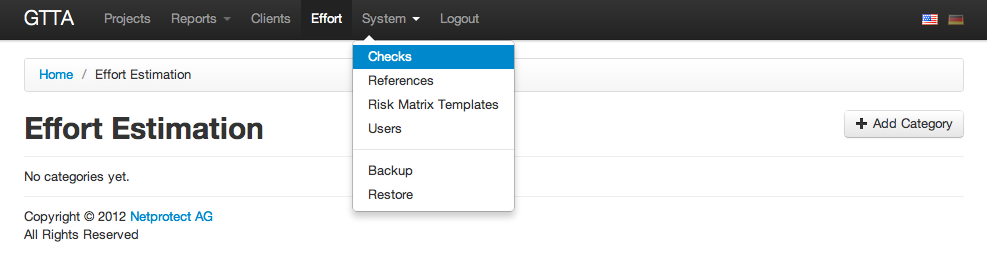 GTTA Projects Reports Clients Effort System Logout
Checks
References
Risk Matrix Templates
Users
Backup
Restore
Home / Effort Estimation
Effort Estimation
+ Add Category
No categories yet.
Copyright © 2012 Netprotect AG
All Rights Reserved